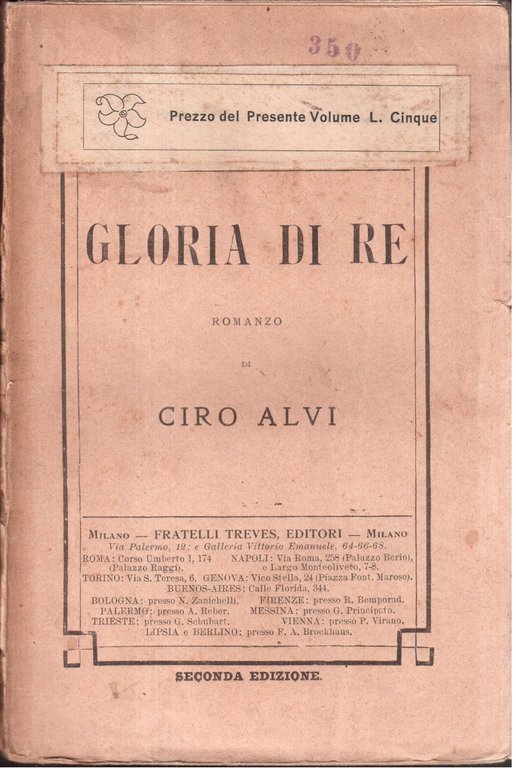 350
Prezzo del Presente Volume L. Cinque
GLORIA DI RE
ROMANZO
DI
CIRO ALVI
MILANO — FRATELLI TREVES, EDITORI — MILANO
Via Palermo, 12; e Galleria Vittorio Emanuele, 64-66-68.
ROMA: Corso Umberto I, 174 NAPOLI: Via Roma, 258 (Palazzo Berio),
(Palazzo Raggi). e Largo Monteoliveto, 7-8.
TORINO: Via S. Teresa, 6. GENOVA: Vico Stella, 24 (Piazza Font. Marose).
BUENOS-AIRES: Calle Florida, 344.
BOLOGNA: presso N. Zanichelli. FIRENZE: presso R. Bemporad.
PALERMO: presso A. Reber. MESSINA: presso G. Principato.
TRIESTE: presso G. Schubart. VIENNA: presso P. Virano.
LIPSIA e BERLINO: presso F. A. Brockhaus.
SECONDA EDIZIONE.